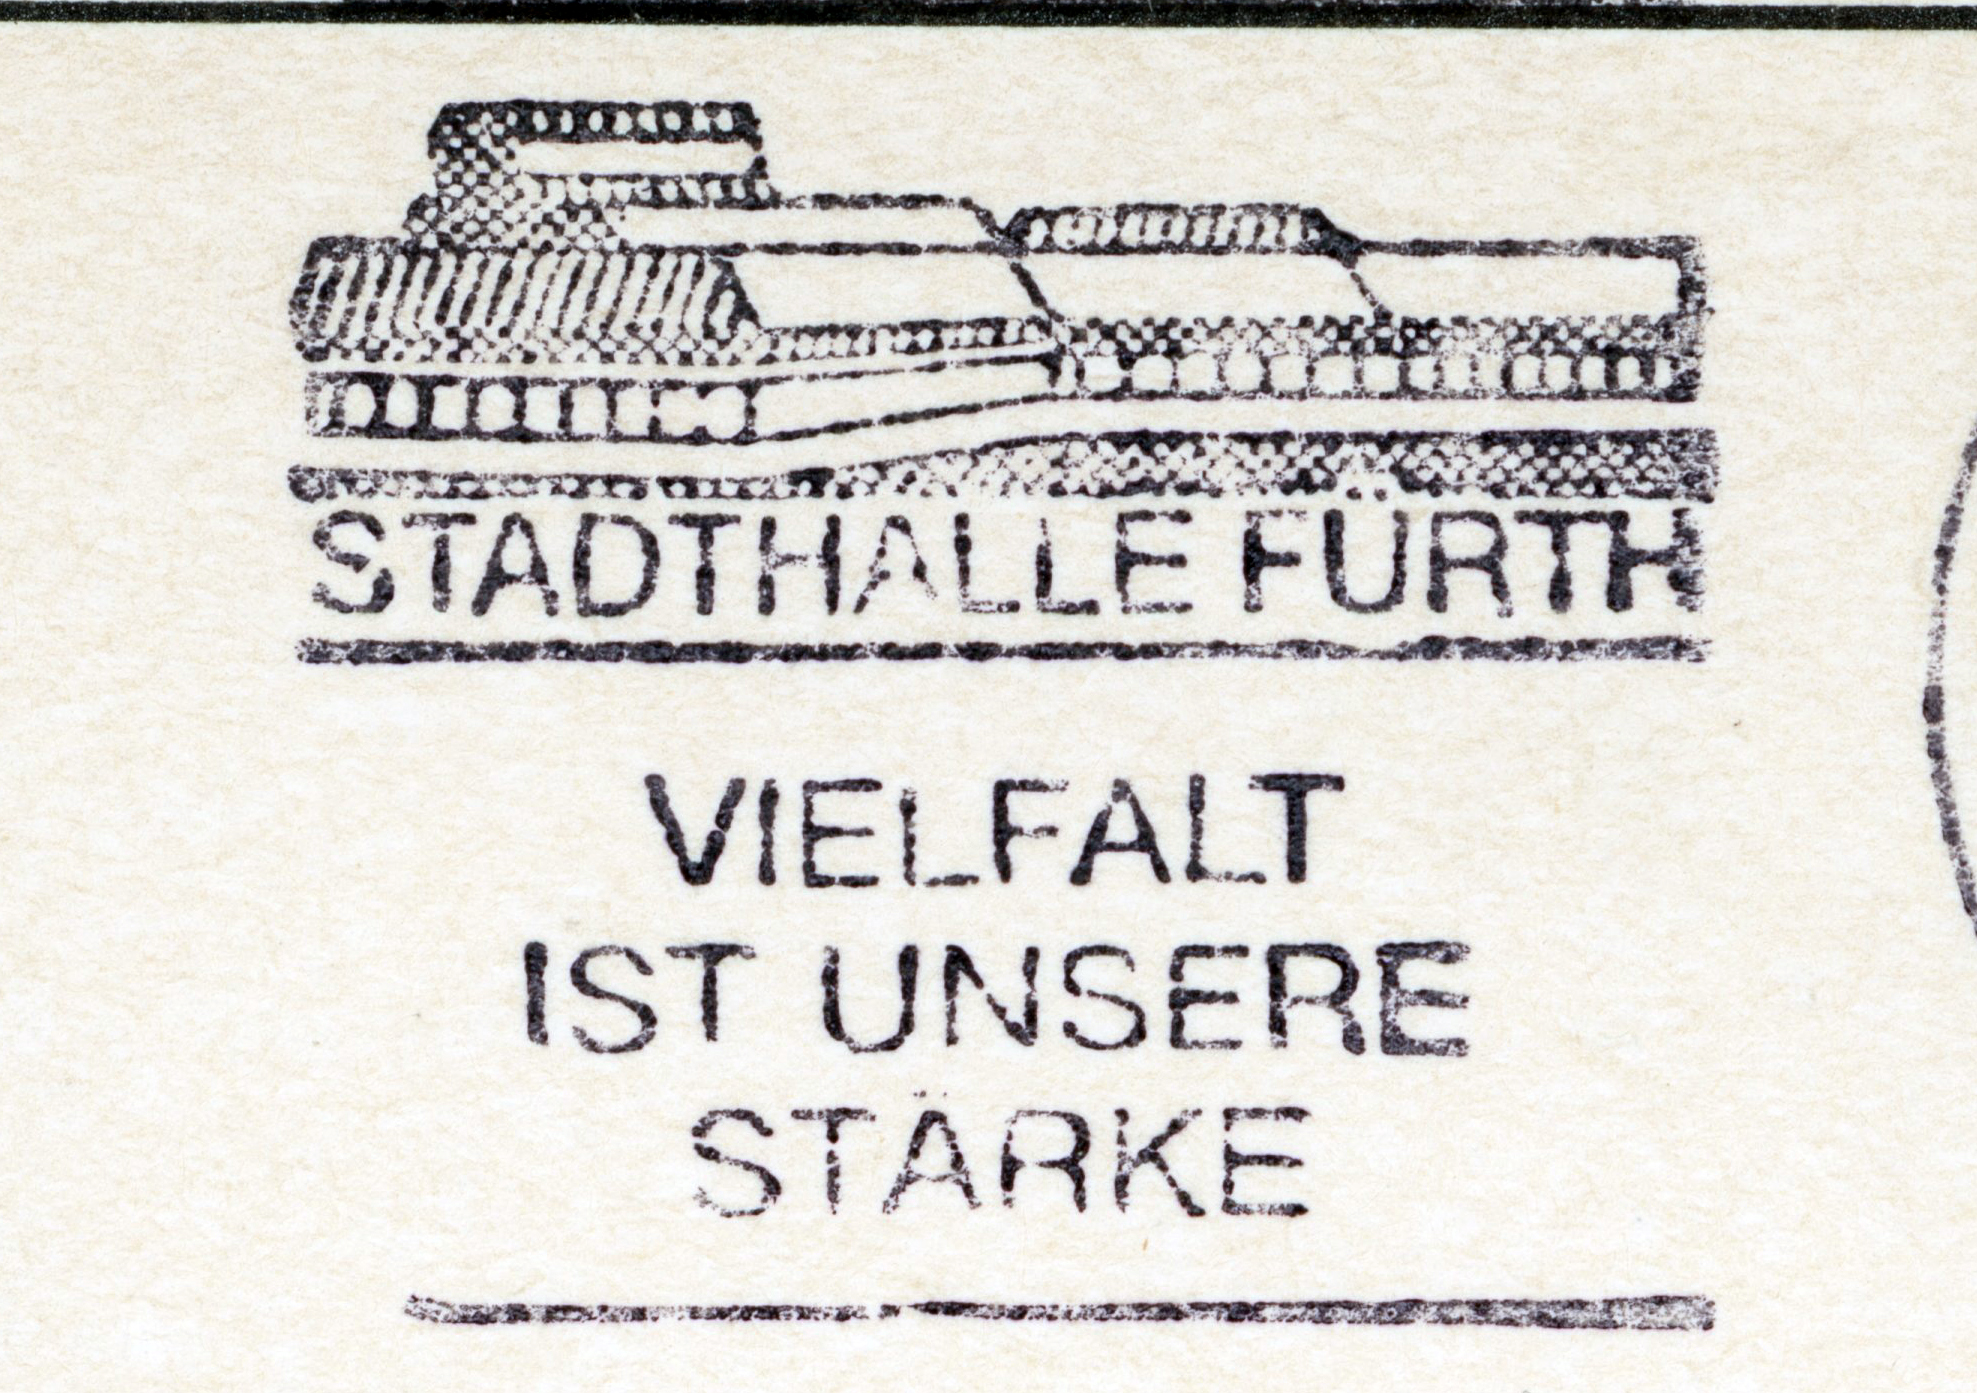 STADTHALLE FÜRTH
VIELFALT
IST UNSERE
STÄRKE